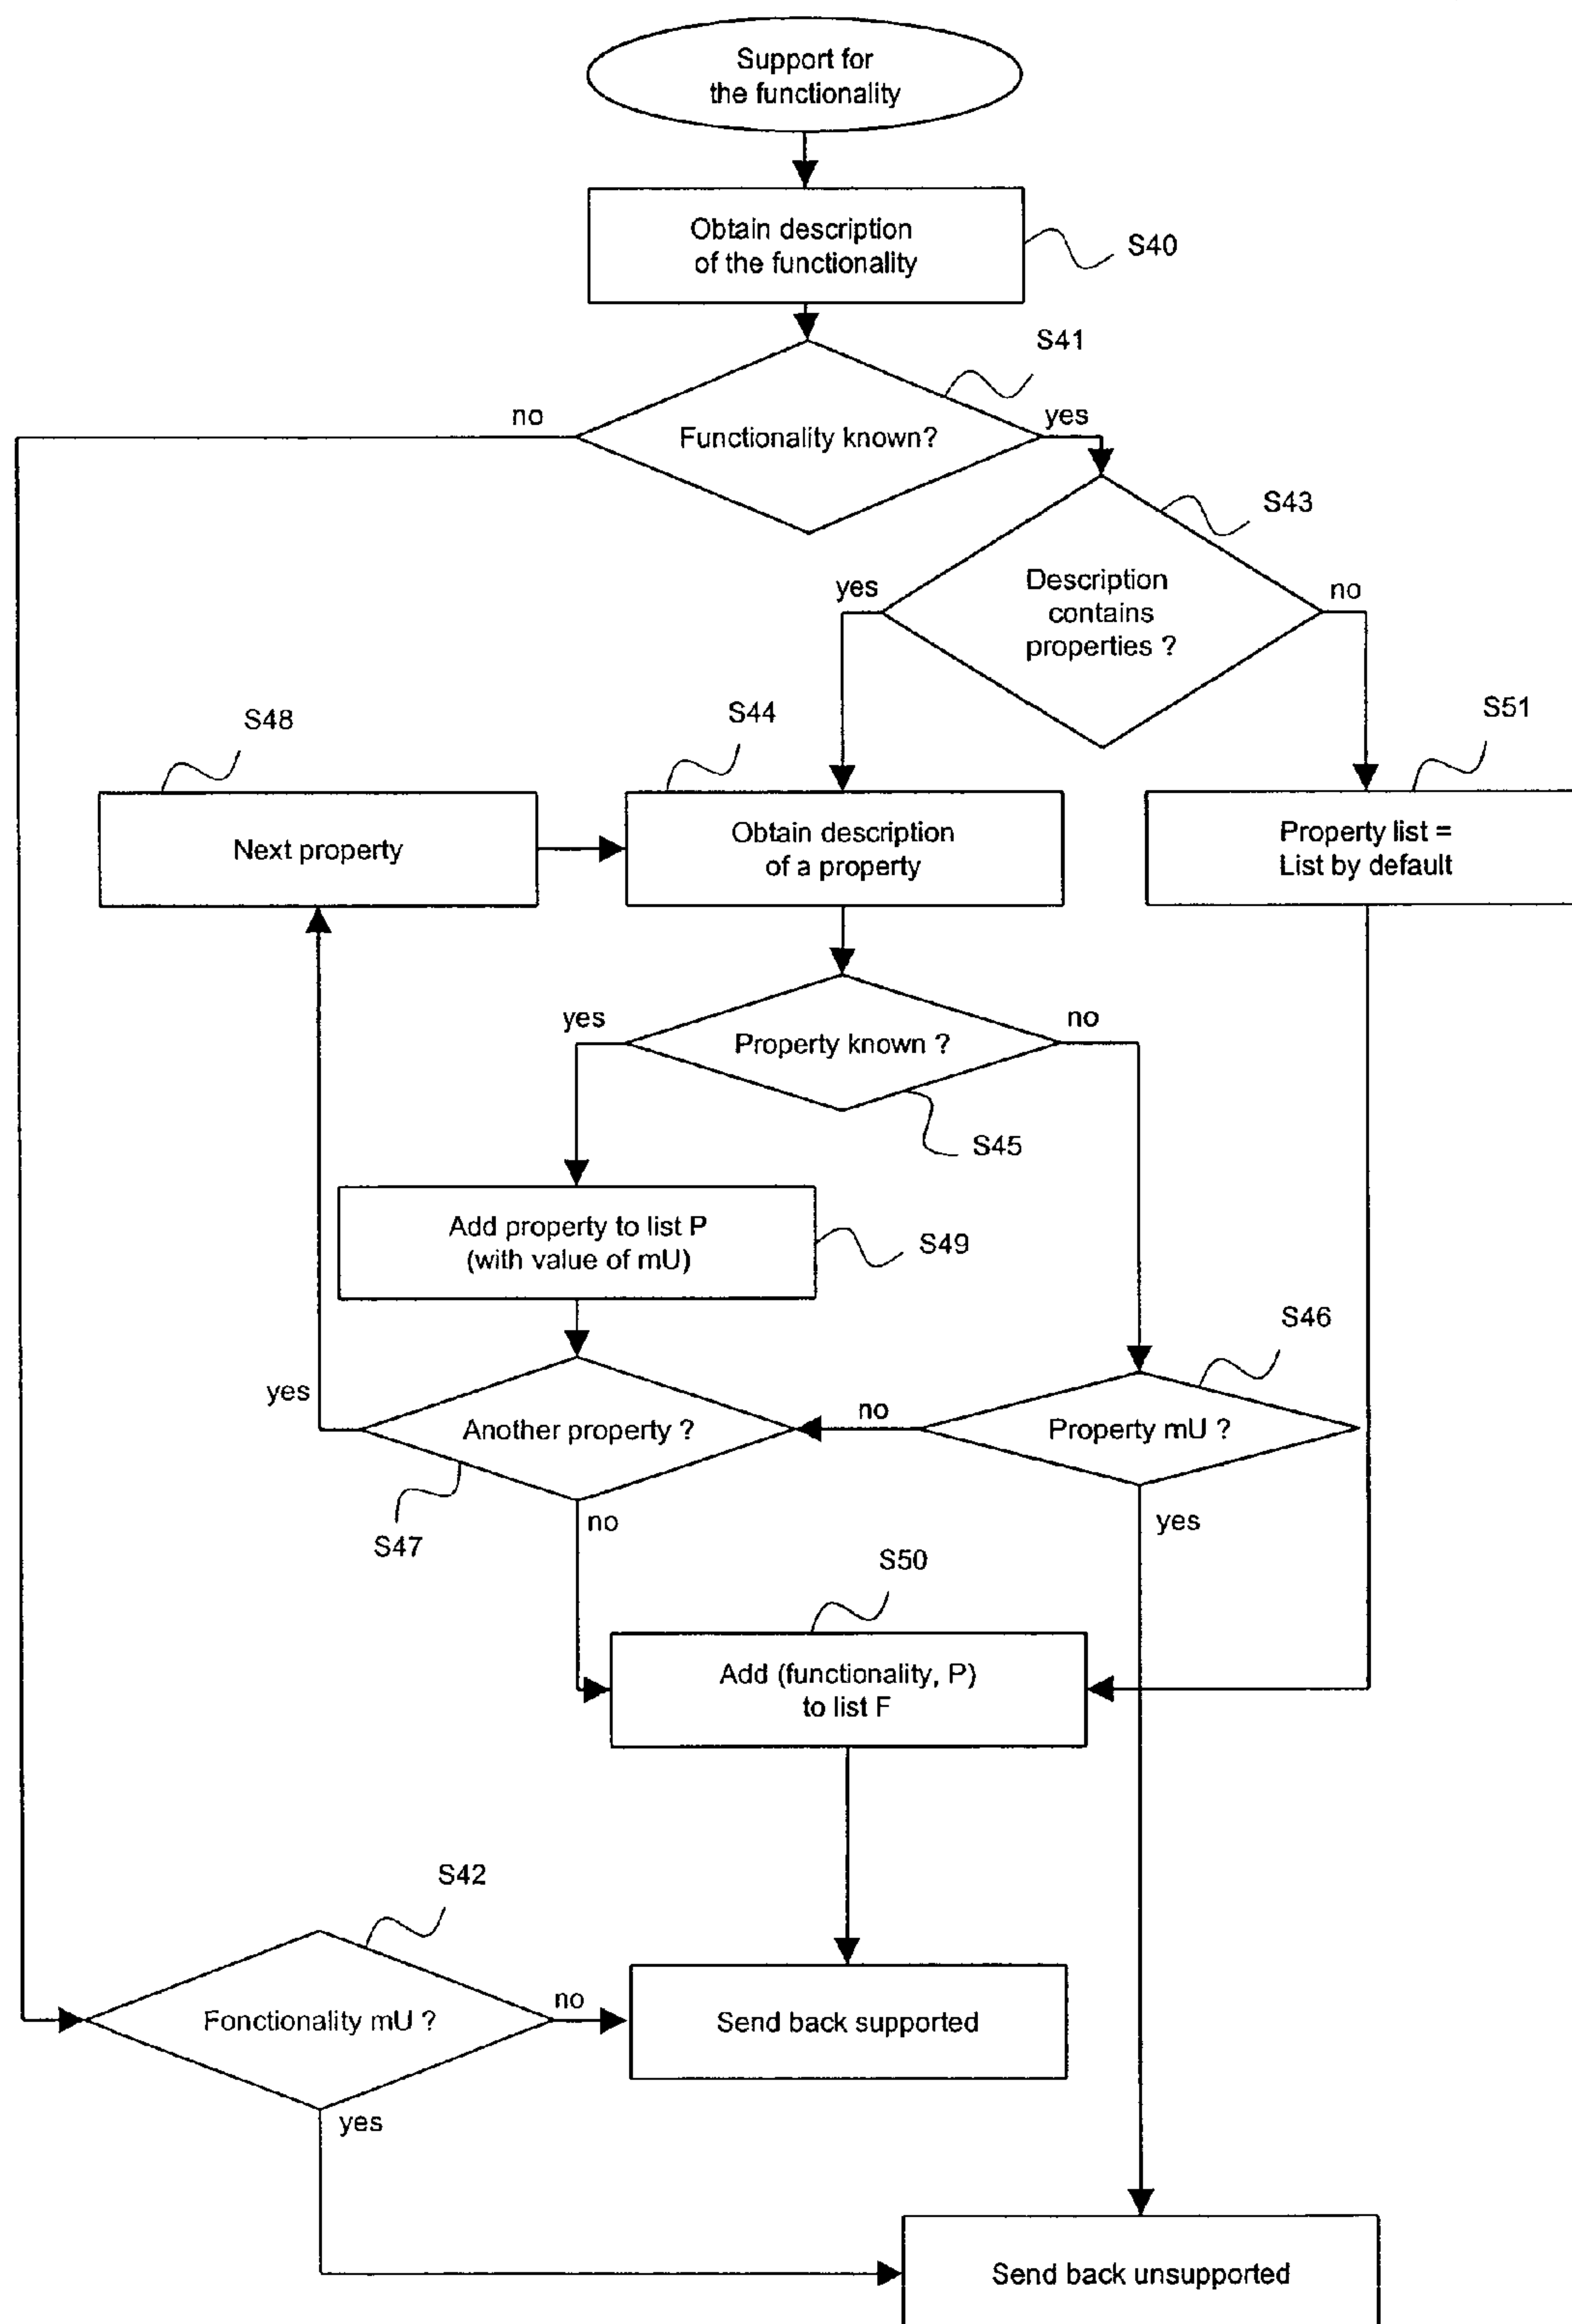 Support for
the functionality
Obtain description
of the functionality
S40
S41
no
yes
Functionality known?
S43
yes
Description
contains
properties ?
no
S48
S44
S51
Next property
Obtain description
of a property
Property list =
List by default
yes
Property known ?
no
S45
Add property to list P
(with value of mU)
S49
S46
yes
Another property ?
no
Property mU ?
S47
no
yes
S50
Add (functionality, P)
to list F
S42
Fonctionality mU ?
no
Send back supported
yes
Send back unsupported